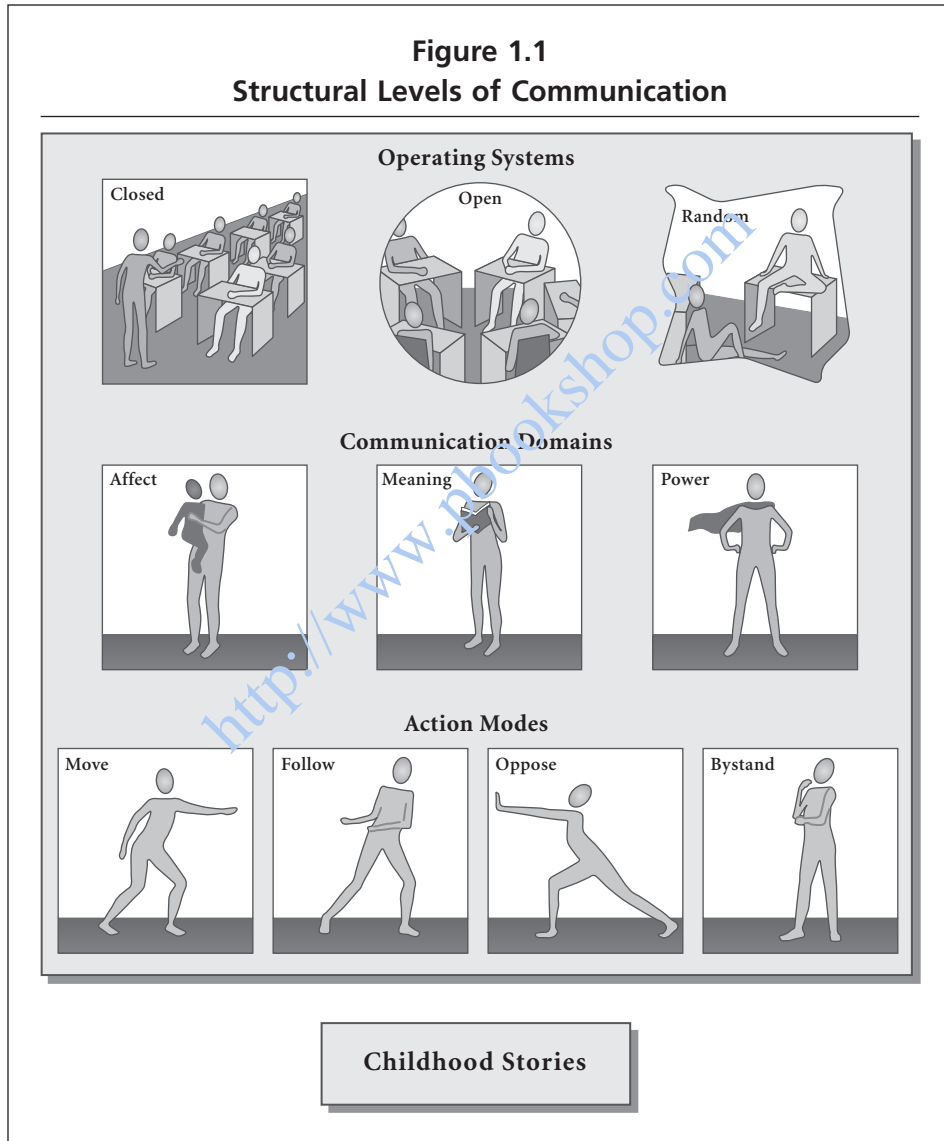 Figure 1.1
Structural Levels of Communication
Operating Systems
Closed
Open
Random
Communication Domains
Affect
Meaning
Power
Action Modes
Move
Follow
Oppose
Bystand
Childhood Stories
http://www.pbookshop.com